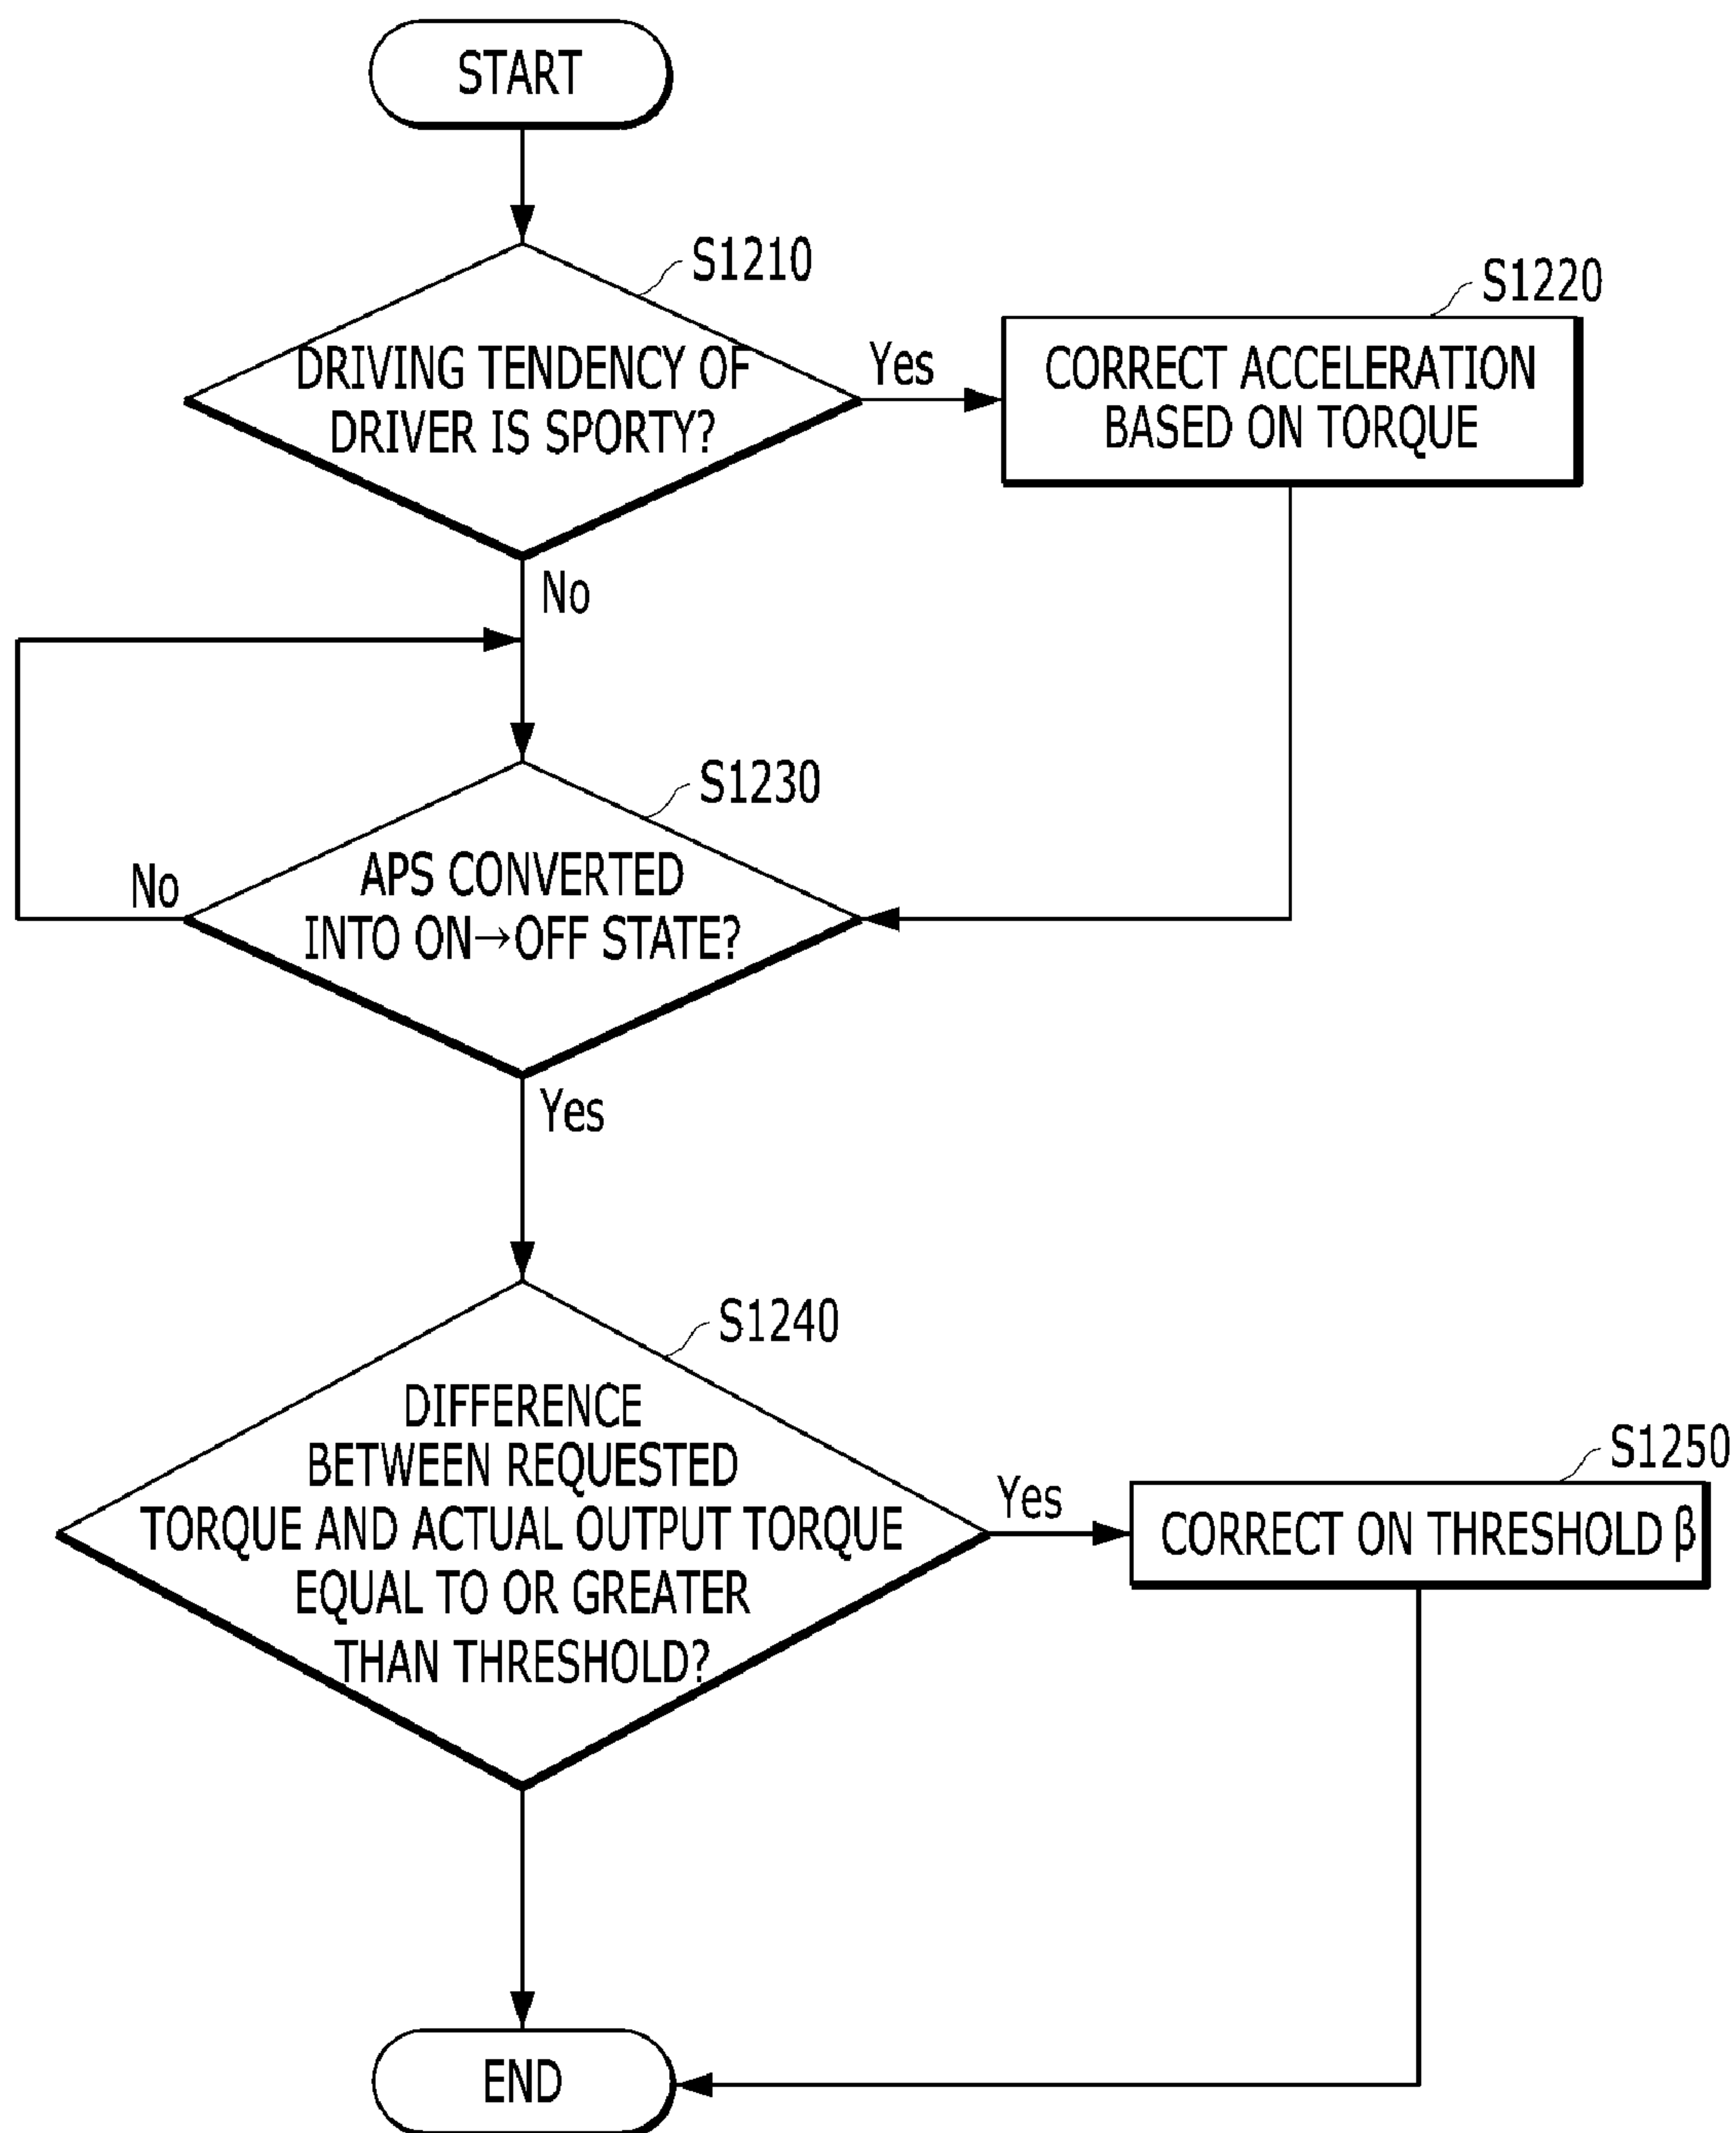 START
S1210
DRIVING TENDENCY OF
DRIVER IS SPORTY?
Yes
S1220
CORRECT ACCELERATION
BASED ON TORQUE
No
S1230
APS CONVERTED
INTO ON→OFF STATE?
No
Yes
S1240
DIFFERENCE
BETWEEN REQUESTED
TORQUE AND ACTUAL OUTPUT TORQUE
EQUAL TO OR GREATER
THAN THRESHOLD?
Yes
S1250
CORRECT ON THRESHOLD β
END